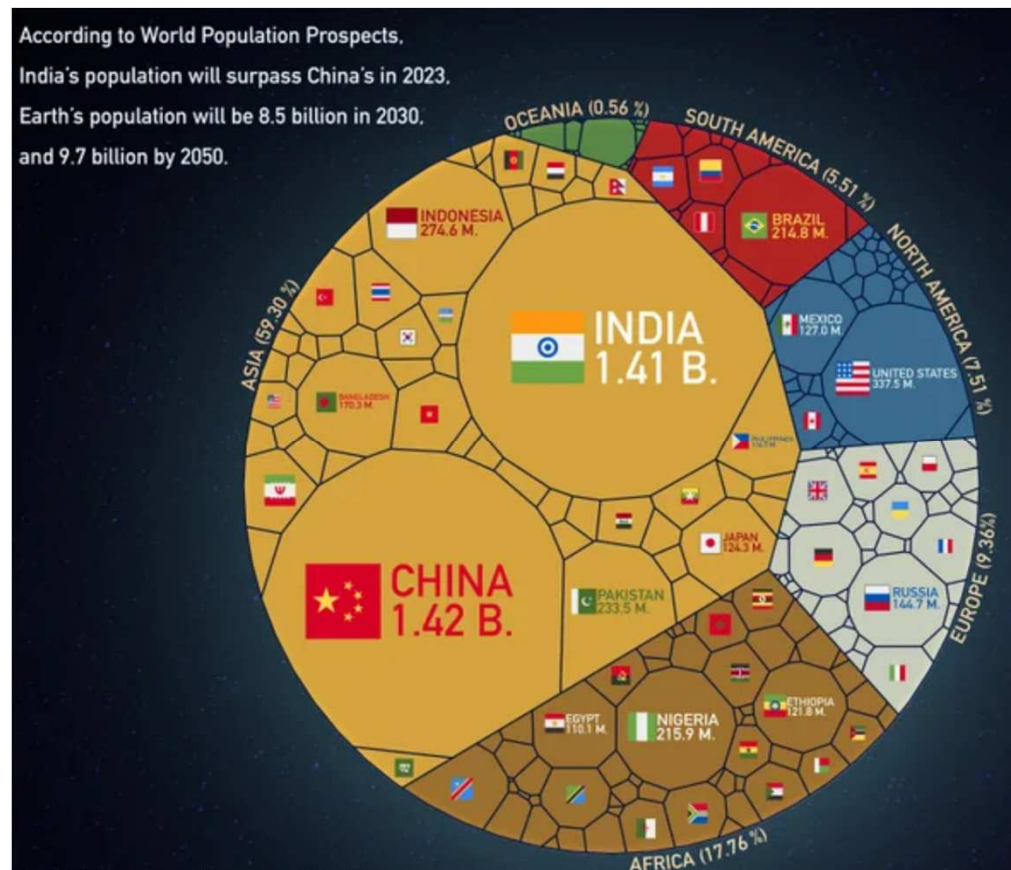 According to World Population Prospects,
India's population will surpass China's in 2023,
Earth's population will be 8.5 billion in 2030,
and 9.7 billion by 2050.
OCEANIA (0.56 %)
SOUTH AMERICA (5.51 %)
NORTH AMERICA (7.51 %)
ASIA (59.30 %)
EUROPE (9.36%)
AFRICA (17.76 %)
INDONESIA
274.6 M.
BRAZIL
214.8 M.
INDIA
1.41 B.
MEXICO
127.0 M.
UNITED STATES
337.5 M.
BANGLADESH
170.3 M.
PHILIPPINES
JAPAN
124.3 M.
CHINA
1.42 B.
PAKISTAN
233.5 M.
RUSSIA
144.7 M.
EGYPT
110.1 M.
NIGERIA
215.9 M.
ETHIOPIA
121.8 M.